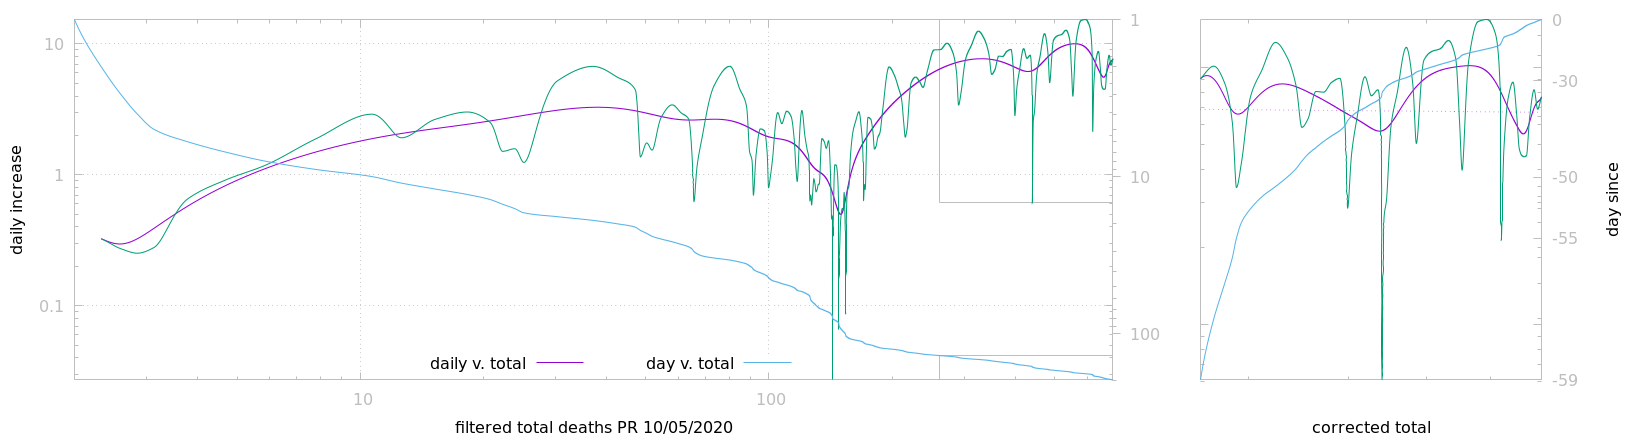 10
1
0.1
daily increase
daily v. total
day v. total
10
100
filtered total deaths PR 10/05/2020
1
10
100
0
-30
-50
-55
-59
day since
corrected total